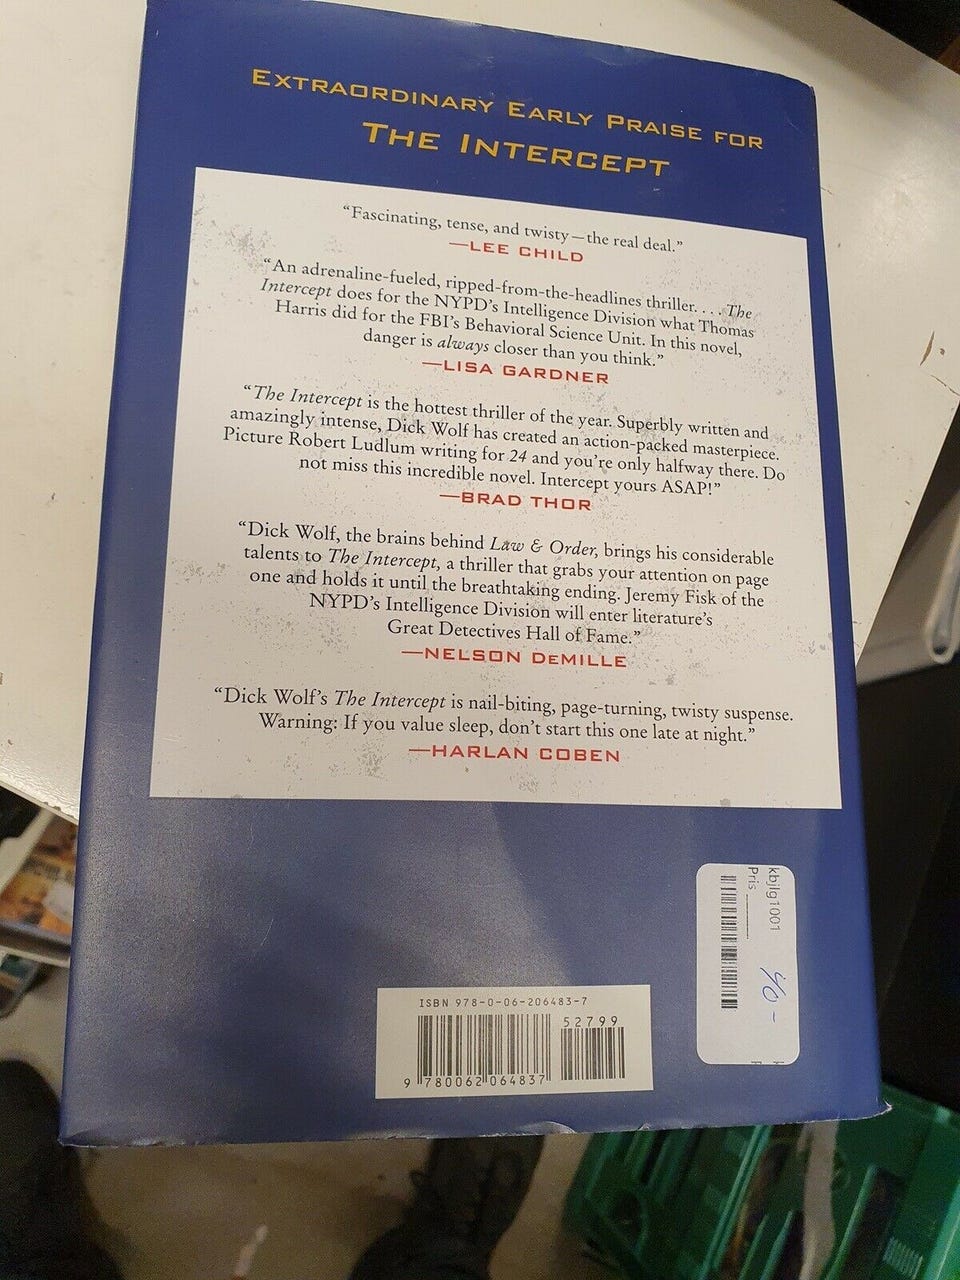 EXTRAORDINARY EARLY PRAISE FOR
THE INTERCEPT
“Fascinating, tense, and twisty—the real deal.”
—LEE CHILD
“An adrenaline-fueled, ripped-from-the-headlines thriller. . . . The
Intercept does for the NYPD’s Intelligence Division what Thomas
Harris did for the FBI’s Behavioral Science Unit. In this novel,
danger is always closer than you think.”
—LISA GARDNER
“The Intercept is the hottest thriller of the year. Superbly written and
amazingly intense, Dick Wolf has created an action-packed masterpiece.
Picture Robert Ludlum writing for 24 and you’re only halfway there. Do
not miss this incredible novel. Intercept yours ASAP!”
—BRAD THOR
“Dick Wolf, the brains behind Law & Order, brings his considerable
talents to The Intercept, a thriller that grabs your attention on page
one and holds it until the breathtaking ending. Jeremy Fisk of the
NYPD’s Intelligence Division will enter literature’s
Great Detectives Hall of Fame.”
—NELSON DEMILLE
“Dick Wolf’s The Intercept is nail-biting, page-turning, twisty suspense.
Warning: If you value sleep, don’t start this one late at night.”
—HARLAN COBEN
kbjlg1001
Pris
40-
ISBN 978-0-06-206483-7
52799
9 780062 064837